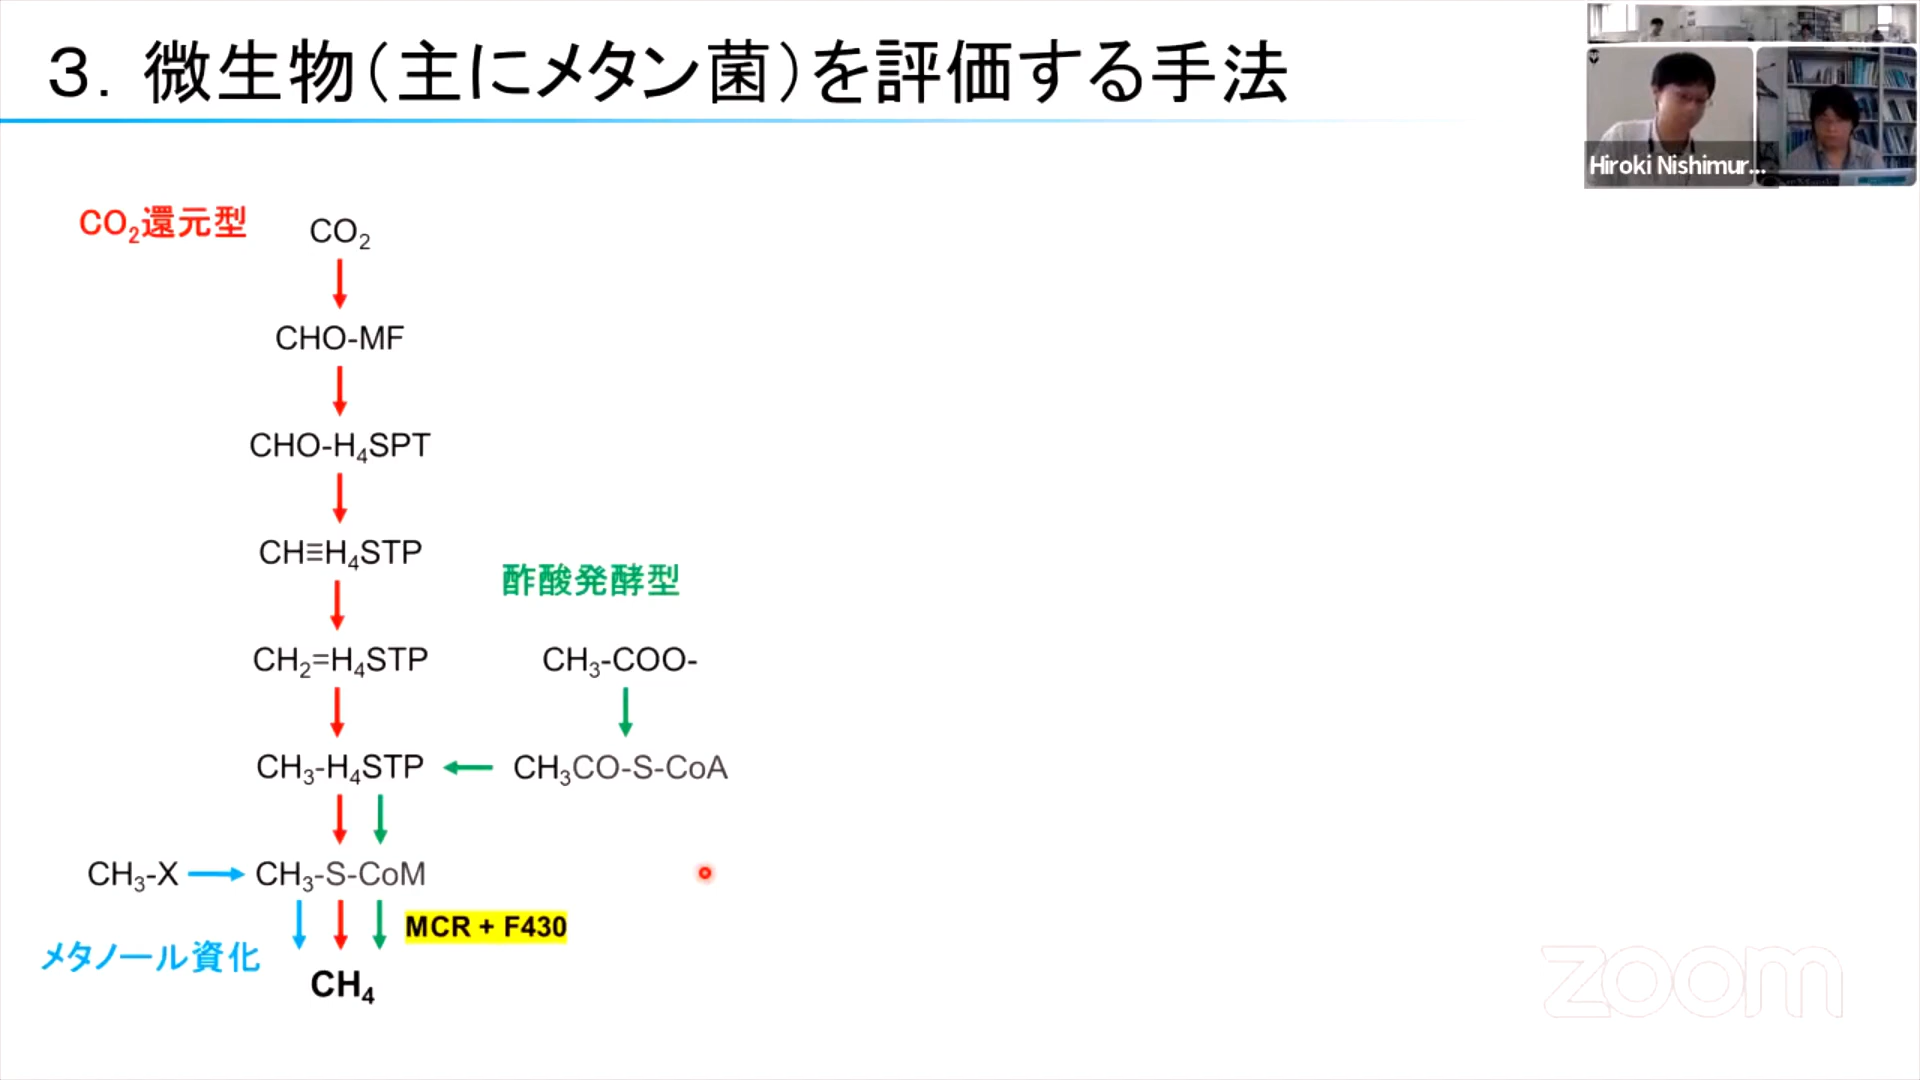 3. 微生物(主にメタン菌)を評価する手法
Hiroki Nishimur...
CO₂還元型
CO₂
CHO-MF
CHO-H₄SPT
CH≡H₄STP
酢酸発酵型
CH₂=H₄STP
CH₃-COO-
CH₃-H₄STP
CH₃CO-S-CoA
CH₃-X
CH₃-S-CoM
MCR + F430
メタノール資化
CH₄
zoom